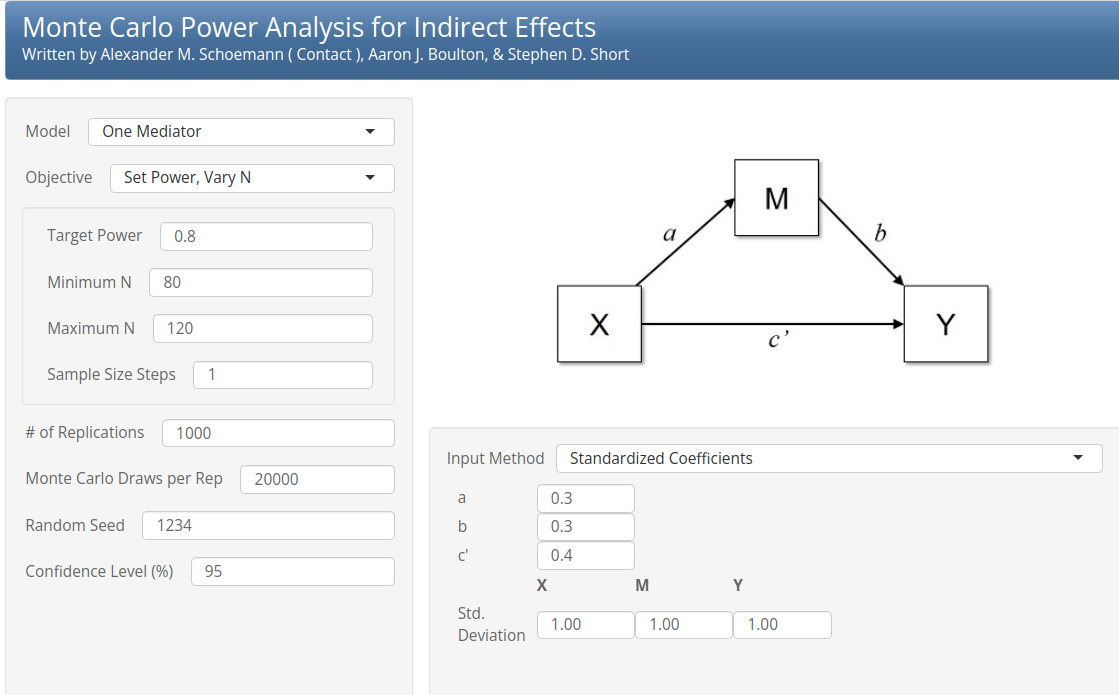 Monte Carlo Power Analysis for Indirect Effects
Written by Alexander M. Schoemann ( Contact ), Aaron J. Boulton, & Stephen D. Short
Model One Mediator
Objective Set Power, Vary N
Target Power 0.8
Minimum N 80
Maximum N 120
Sample Size Steps 1
# of Replications 1000
Monte Carlo Draws per Rep 20000
Random Seed 1234
Confidence Level (%) 95
M
a
b
X
Y
c’
Input Method Standardized Coefficients
a 0.3
b 0.3
c' 0.4
X M Y
Std.
Deviation 1.00 1.00 1.00